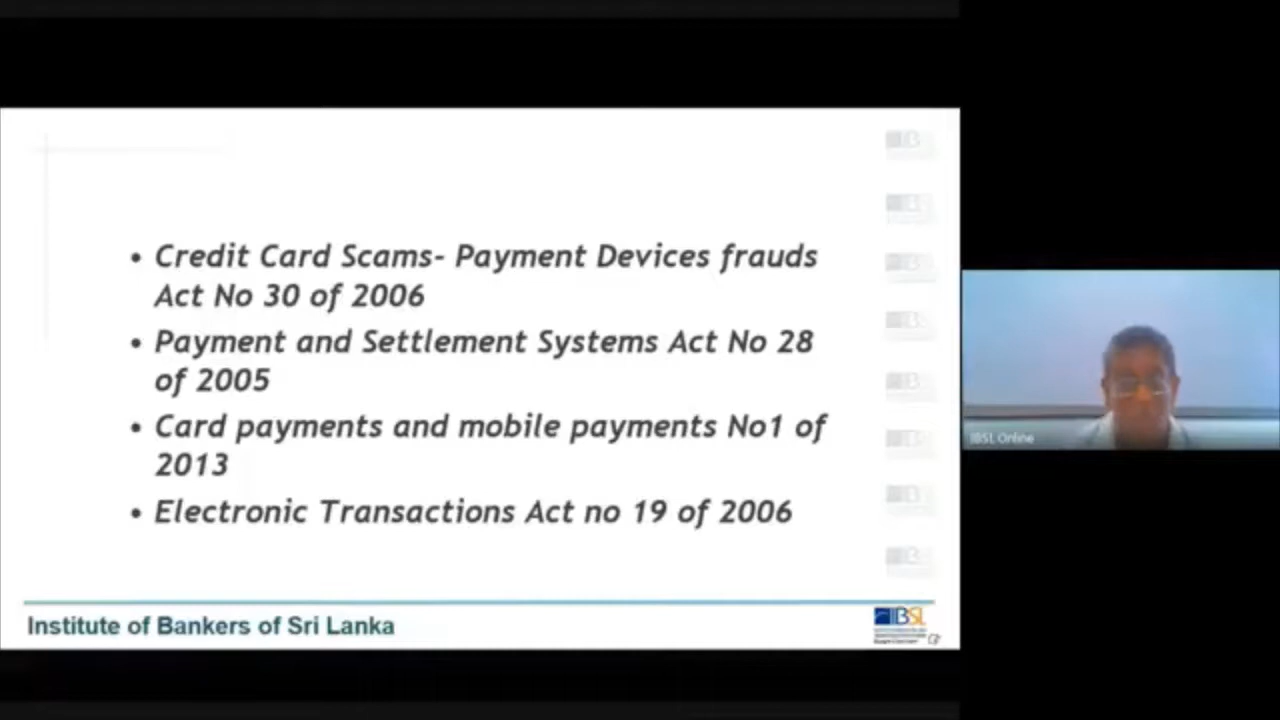 • Credit Card Scams- Payment Devices frauds
Act No 30 of 2006
• Payment and Settlement Systems Act No 28
of 2005
• Card payments and mobile payments No1 of
2013
• Electronic Transactions Act no 19 of 2006
Institute of Bankers of Sri Lanka
IBSL
IBSL Online